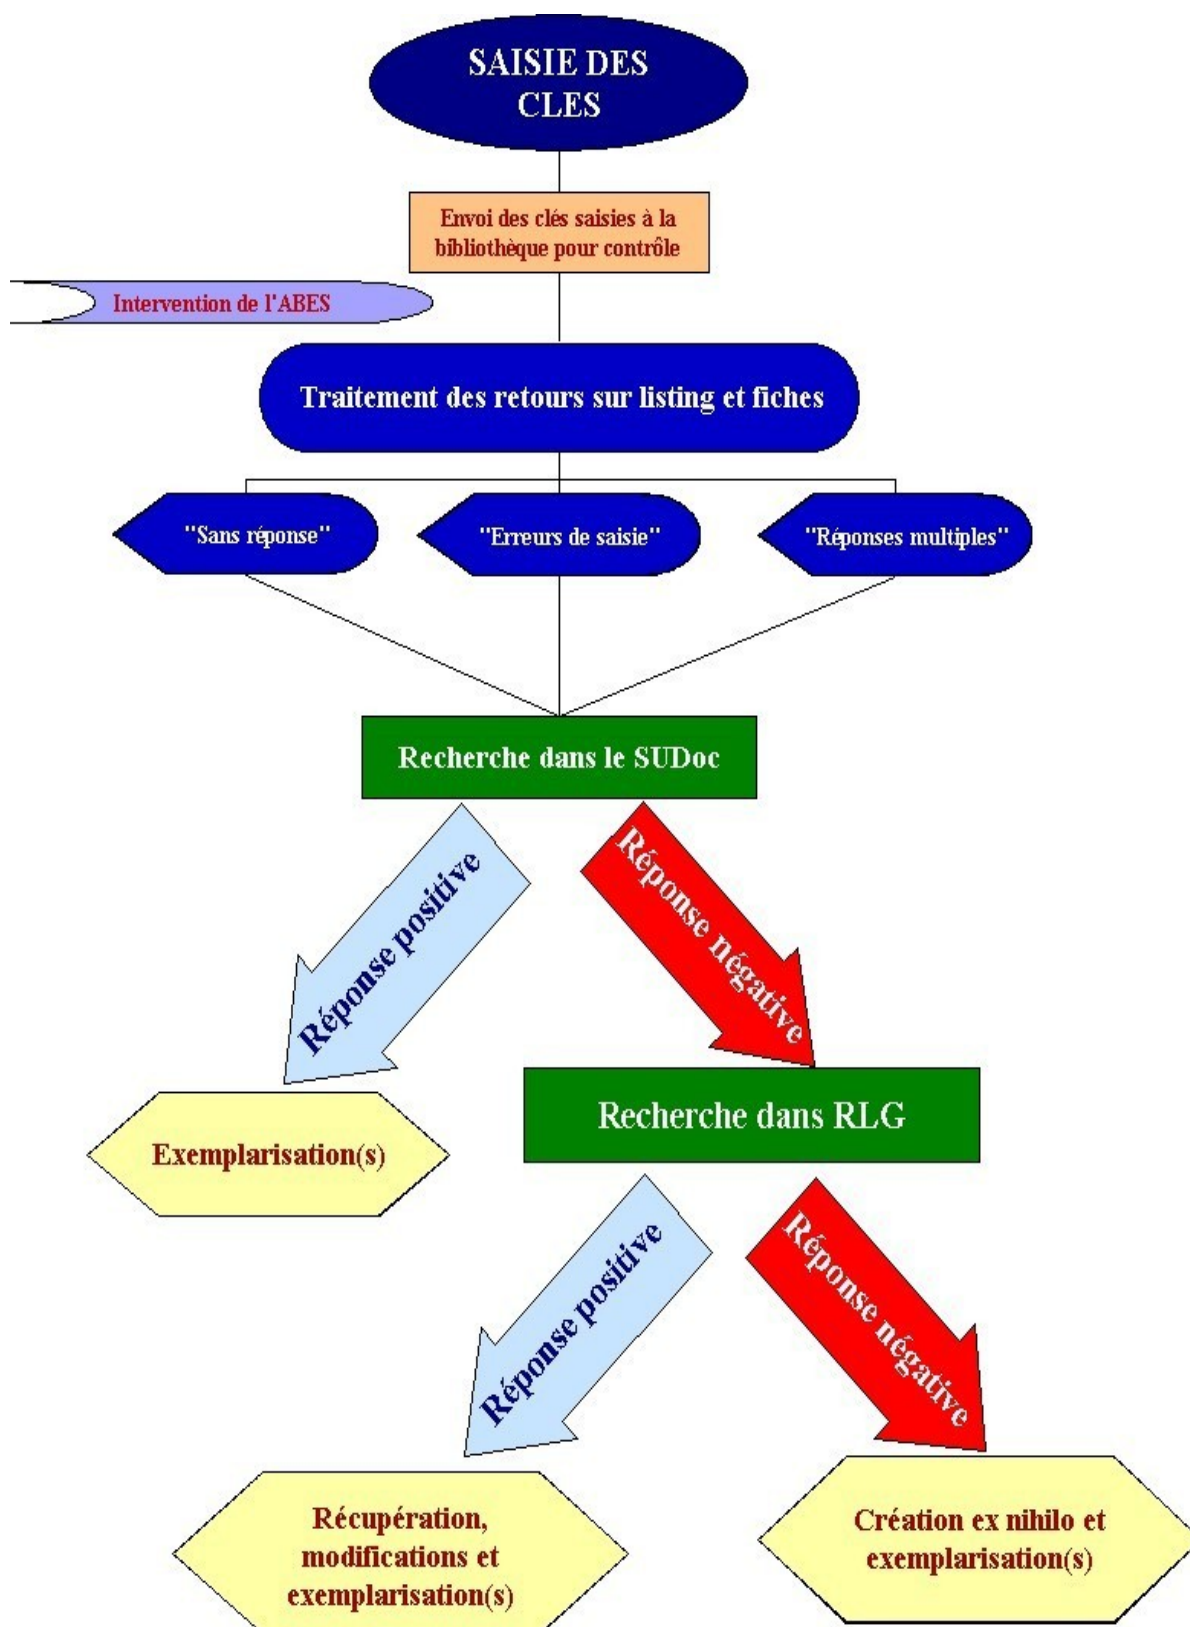 SAISIE DES
CLES
Envoi des clés saisies à la
bibliothèque pour contrôle
Intervention de l'ABES
Traitement des retours sur listing et fiches
"Sans réponse"
"Erreurs de saisie"
"Réponses multiples"
Recherche dans le SUDoc
Réponse positive
Réponse négative
Recherche dans RLG
Exemplarisation(s)
Réponse positive
Réponse négative
Récupération,
modifications et
exemplarisation(s)
Création ex nihilo et
exemplarisation(s)